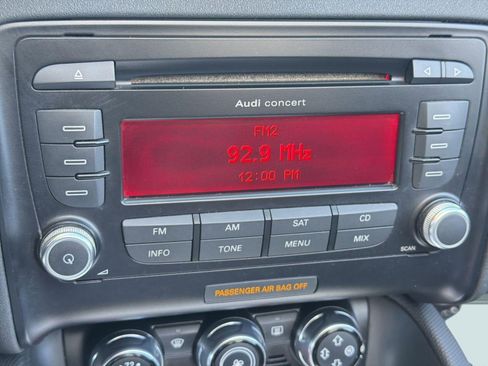 Audi concert
FM2
92.9 MHz
12:00 PM
FM AM SAT CD
INFO TONE MENU MIX
SCAN
PASSENGER AIR BAG OFF